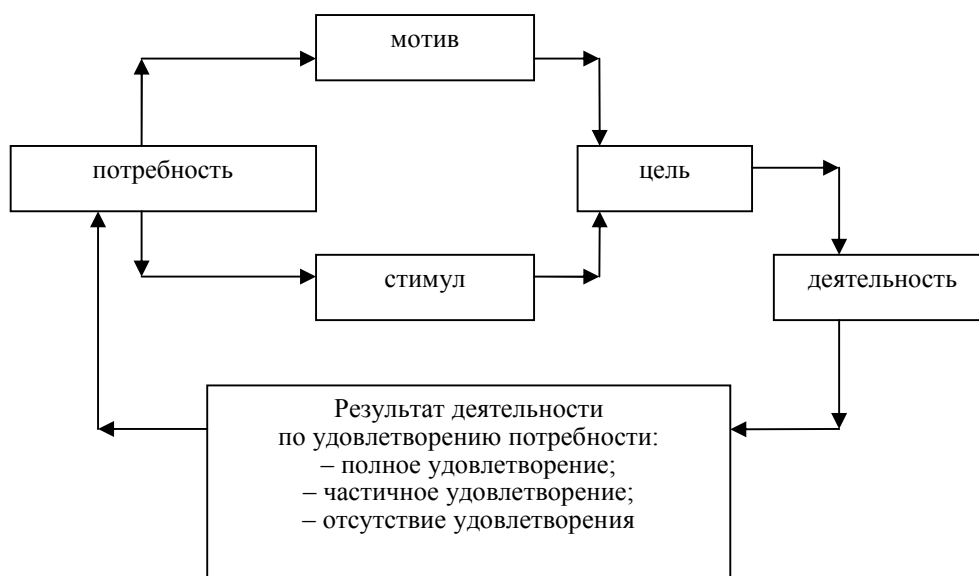 мотив
потребность
цель
стимул
деятельность
Результат деятельности
по удовлетворению потребности:
– полное удовлетворение;
– частичное удовлетворение;
– отсутствие удовлетворения